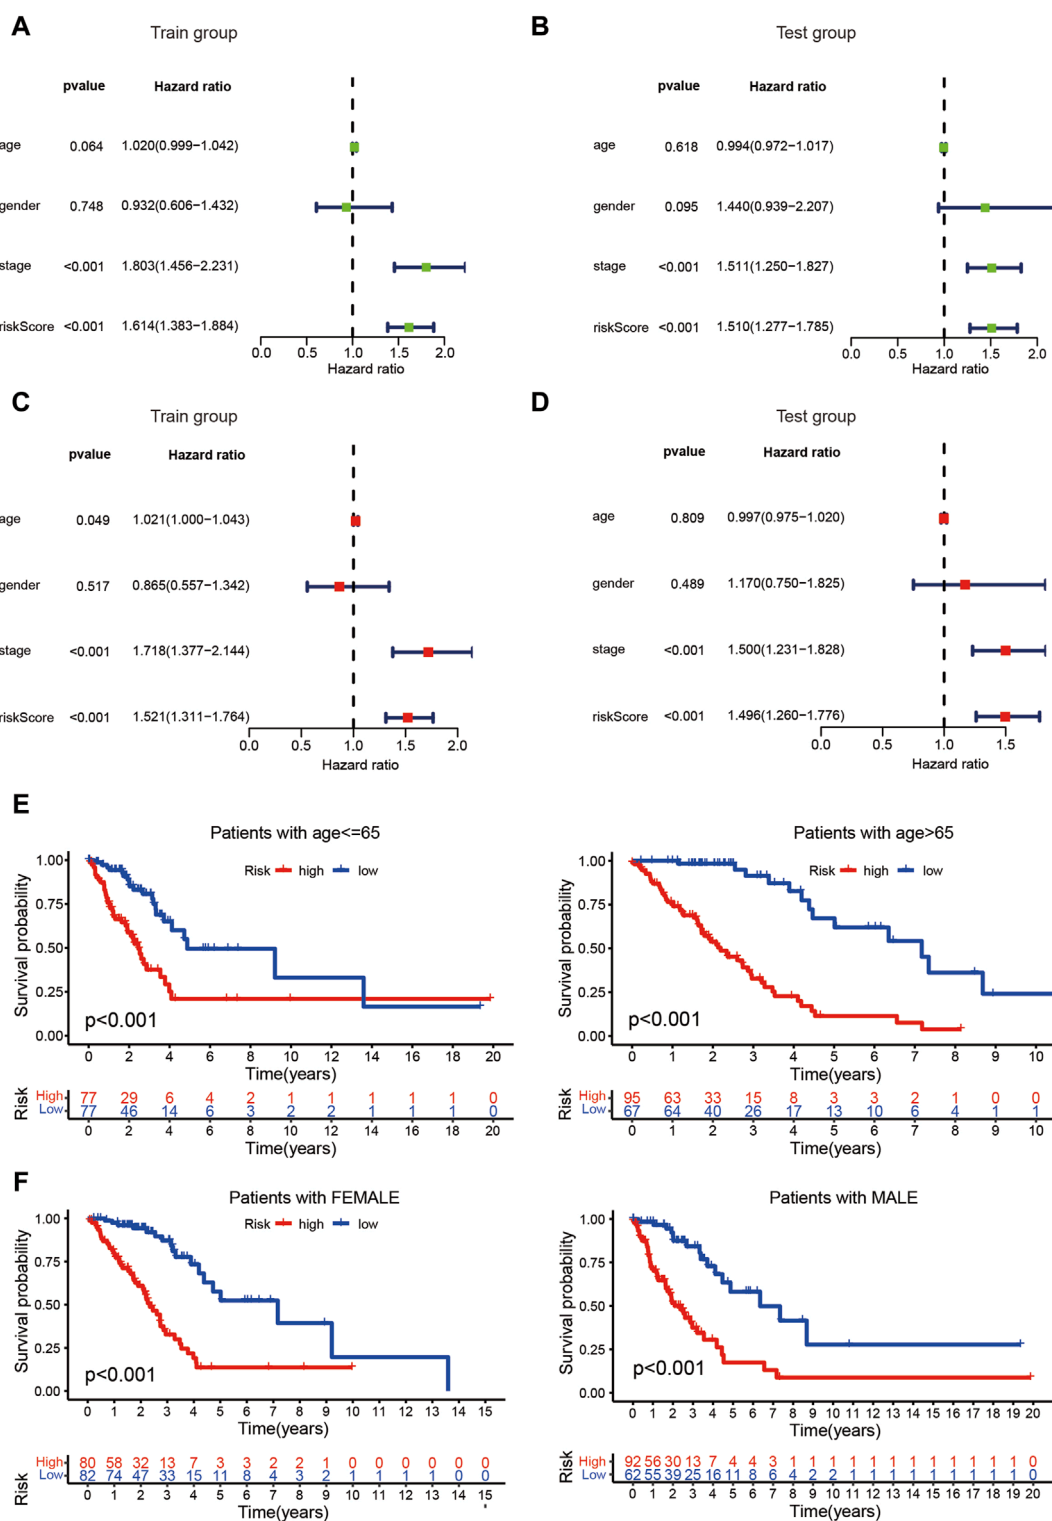 A
Train group
pvalue Hazard ratio
age 0.064 1.020(0.999−1.042)
gender 0.748 0.932(0.606−1.432)
stage <0.001 1.803(1.456−2.231)
riskScore <0.001 1.614(1.383−1.884)
0.0 0.5 1.0 1.5 2.0
Hazard ratio
B
Test group
pvalue Hazard ratio
age 0.618 0.994(0.972−1.017)
gender 0.095 1.440(0.939−2.207)
stage <0.001 1.511(1.250−1.827)
riskScore <0.001 1.510(1.277−1.785)
0.0 0.5 1.0 1.5 2.0
Hazard ratio
C
Train group
pvalue Hazard ratio
age 0.049 1.021(1.000−1.043)
gender 0.517 0.865(0.557−1.342)
stage <0.001 1.718(1.377−2.144)
riskScore <0.001 1.521(1.311−1.764)
0.0 0.5 1.0 1.5 2.0
Hazard ratio
D
Test group
pvalue Hazard ratio
age 0.809 0.997(0.975−1.020)
gender 0.489 1.170(0.750−1.825)
stage <0.001 1.500(1.231−1.828)
riskScore <0.001 1.496(1.260−1.776)
0.0 0.5 1.0 1.5
Hazard ratio
E
Patients with age<=65
Risk high low
Survival probability
1.00
0.75
0.50
0.25
0.00
p<0.001
0 2 4 6 8 10 12 14 16 18 20
Time(years)
Risk
High 77 29 6 4 2 1 1 1 1 1 0
Low 77 46 14 6 3 2 2 1 1 1 0
0 2 4 6 8 10 12 14 16 18 20
Time(years)
Patients with age>65
Risk high low
Survival probability
1.00
0.75
0.50
0.25
0.00
p<0.001
0 1 2 3 4 5 6 7 8 9 10
Time(years)
Risk
High 95 63 33 15 8 3 3 2 1 0 0
Low 67 64 40 26 17 13 10 6 4 1 1
0 1 2 3 4 5 6 7 8 9 10
Time(years)
F
Patients with FEMALE
Risk high low
Survival probability
1.00
0.75
0.50
0.25
0.00
p<0.001
0 1 2 3 4 5 6 7 8 9 10 11 12 13 14 15
Time(years)
Risk
High 80 58 32 13 7 3 3 2 2 1 0 0 0 0 0 0
Low 82 74 47 33 15 11 8 4 3 2 1 1 1 1 0 0
0 1 2 3 4 5 6 7 8 9 10 11 12 13 14 15
Time(years)
Patients with MALE
Survival probability
1.00
0.75
0.50
0.25
0.00
p<0.001
0 1 2 3 4 5 6 7 8 9 10 11 12 13 14 15 16 17 18 19 20
Time(years)
Risk
High 92 56 30 13 7 4 4 3 1 1 1 1 1 1 1 1 1 1 1 1 0
Low 62 55 39 25 16 11 8 6 4 2 2 1 1 1 1 1 1 1 1 1 0
0 1 2 3 4 5 6 7 8 9 10 11 12 13 14 15 16 17 18 19 20
Time(years)